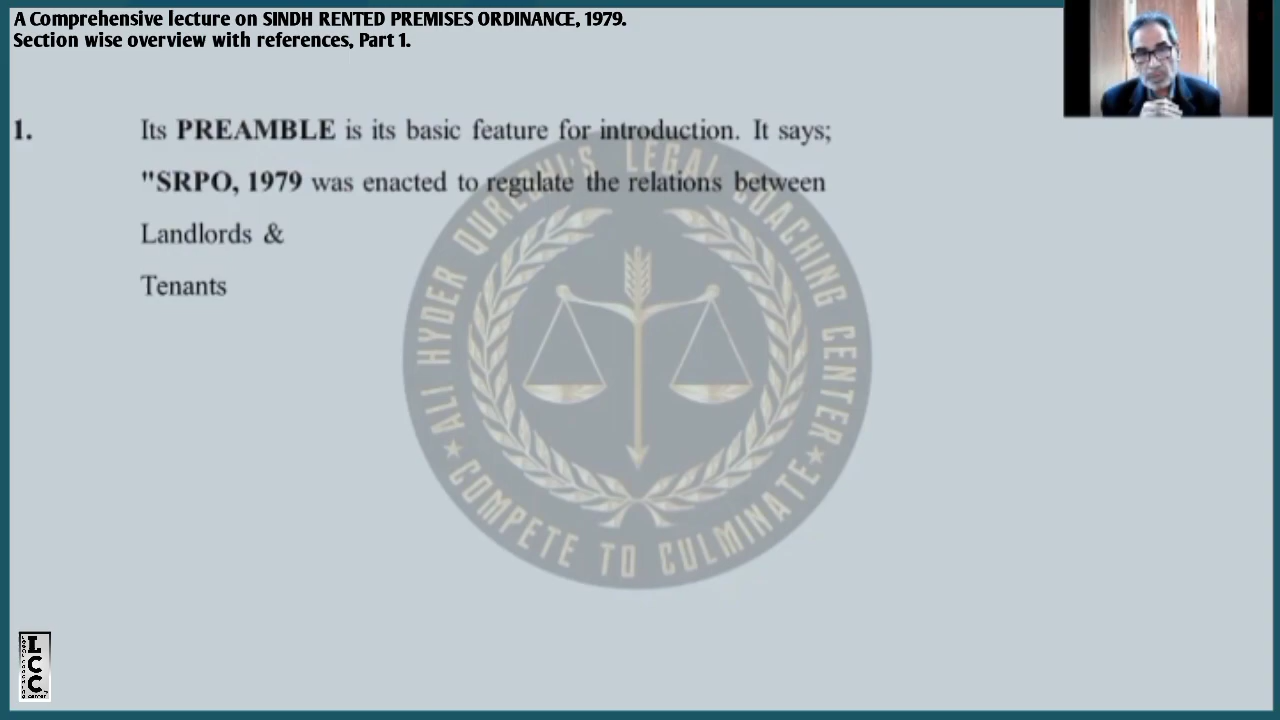 A Comprehensive lecture on SINDH RENTED PREMISES ORDINANCE, 1979.
Section wise overview with references, Part 1.
1. Its PREAMBLE is its basic feature for introduction. It says;
"SRPO, 1979 was enacted to regulate the relations between
Landlords &
Tenants
ALI HYDER QURESHI'S LEGAL COACHING CENTER
COMPETE TO CULMINATE
LCC